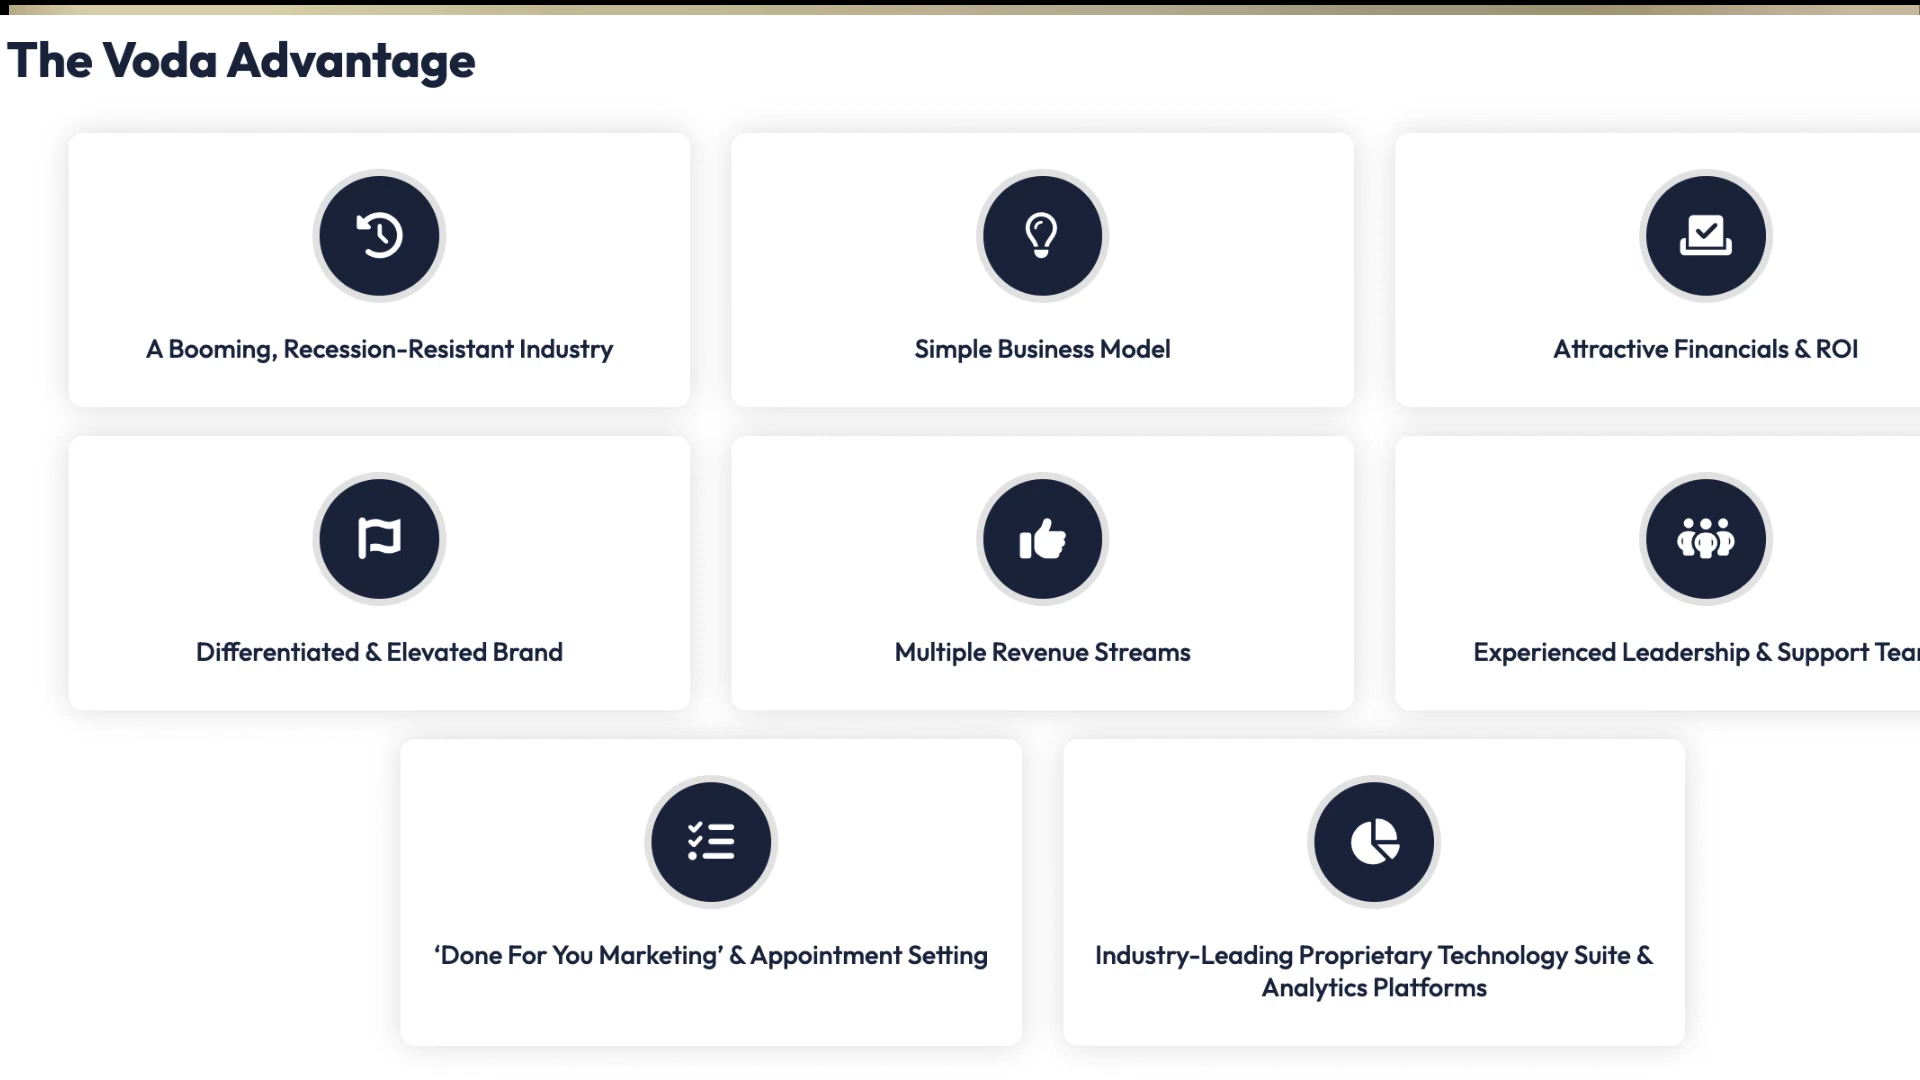 The Voda Advantage
A Booming, Recession-Resistant Industry
Simple Business Model
Attractive Financials & ROI
Differentiated & Elevated Brand
Multiple Revenue Streams
Experienced Leadership & Support
‘Done For You Marketing’ & Appointment Setting
Industry-Leading Proprietary Technology Suite &
Analytics Platforms